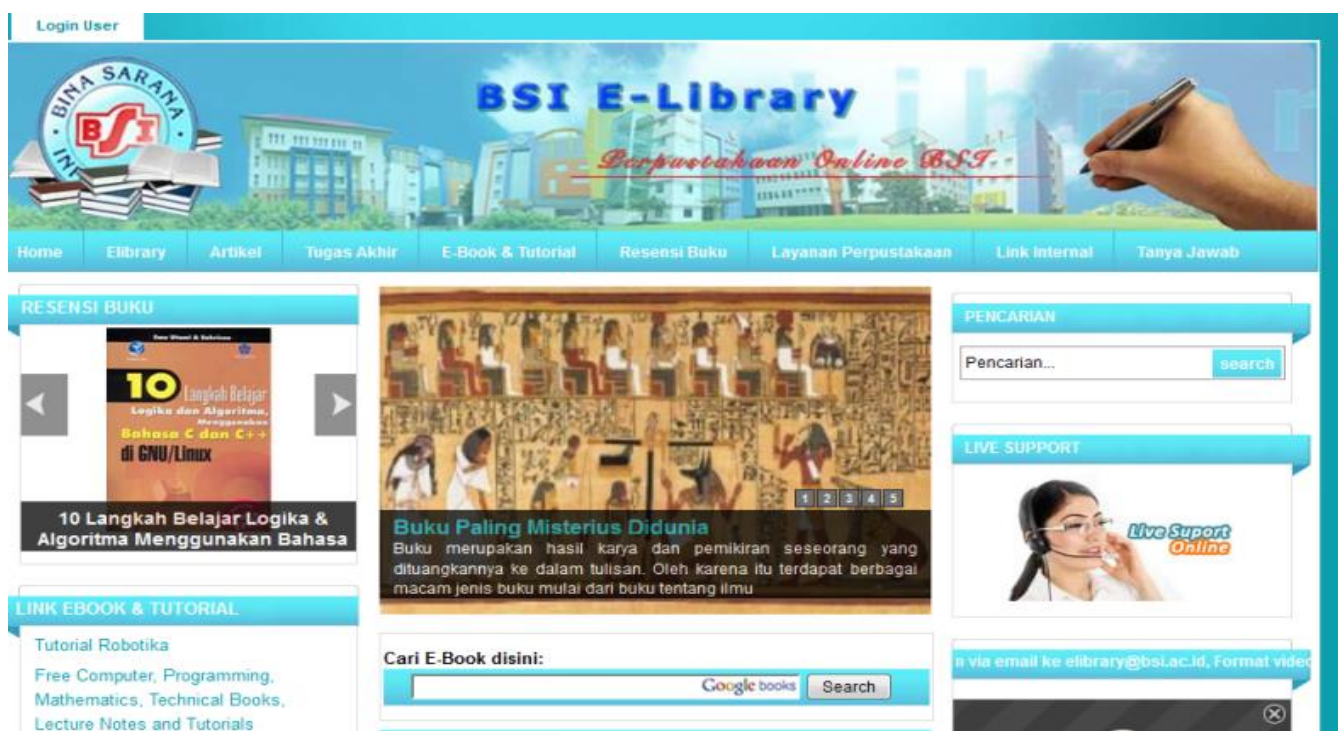 Login User
BINA SARANA
BSI
BSI E-Library
Perpustakaan Online BSI
Home Elibrary Artikel Tugas Akhir E-Book & Tutorial Resensi Buku Layanan Perpustakaan Link Internal Tanya Jawab
RESENSI BUKU
10 Langkah Belajar
Logika dan Algoritma,
Menggunakan
Bahasa C dan C++
di GNU/Linux
10 Langkah Belajar Logika &
Algoritma Menggunakan Bahasa
LINK EBOOK & TUTORIAL
Tutorial Robotika
Free Computer, Programming,
Mathematics, Technical Books,
Lecture Notes and Tutorials
1 2 3 4 5
Buku Paling Misterius Didunia
Buku merupakan hasil karya dan pemikiran seseorang yang
dituangkannya ke dalam tulisan. Oleh karena itu terdapat berbagai
macam jenis buku mulai dari buku tentang ilmu
Cari E-Book disini:
Google books Search
PENCARIAN
Pencarian... search
LIVE SUPPORT
Live Suport
Online
n via email ke elibrary@bsi.ac.id, Format video